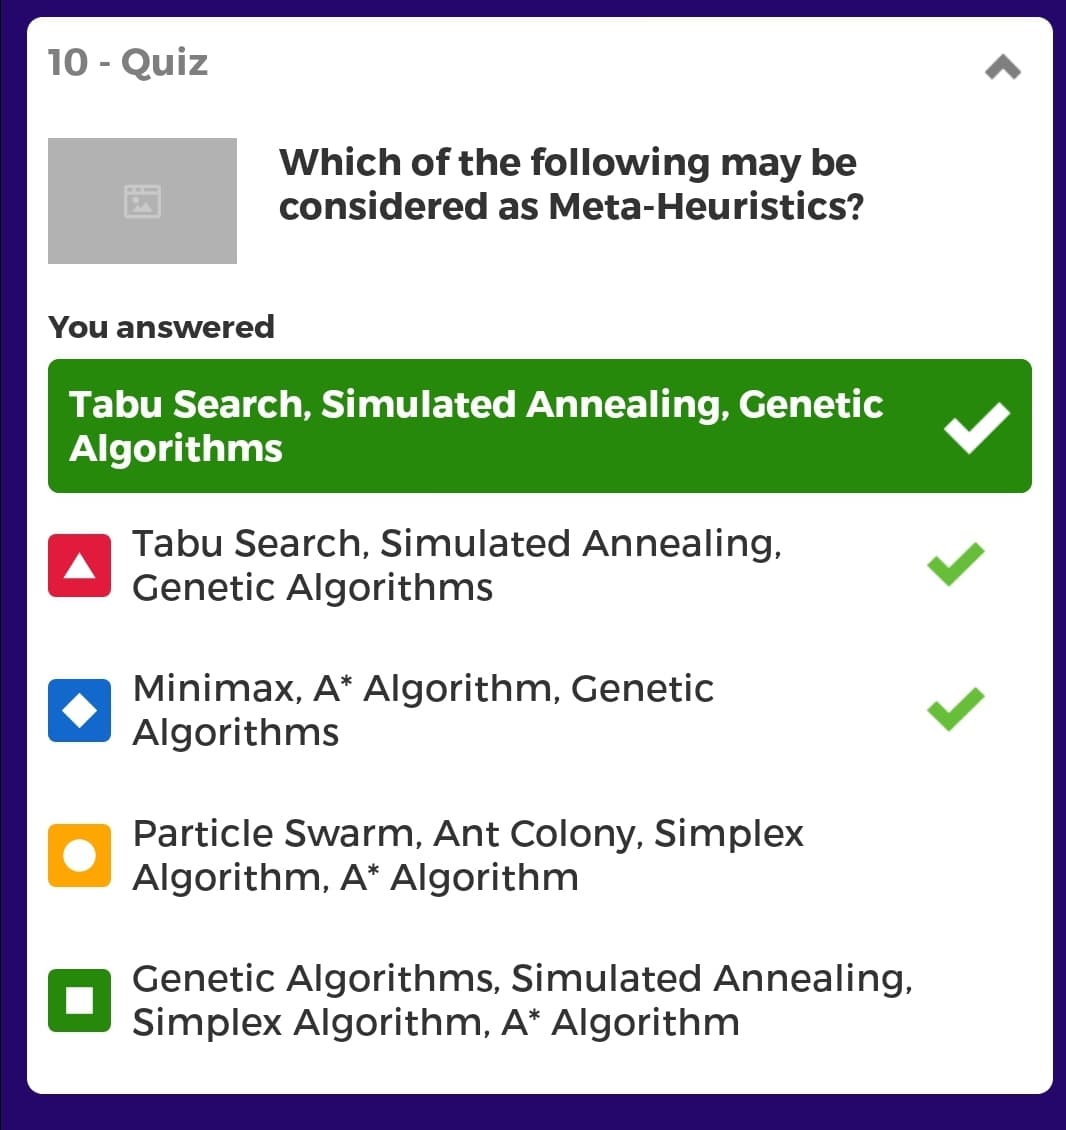 10 - Quiz
Which of the following may be
considered as Meta-Heuristics?
You answered
Tabu Search, Simulated Annealing, Genetic
Algorithms
Tabu Search, Simulated Annealing,
Genetic Algorithms
Minimax, A* Algorithm, Genetic
Algorithms
Particle Swarm, Ant Colony, Simplex
Algorithm, A* Algorithm
Genetic Algorithms, Simulated Annealing,
Simplex Algorithm, A* Algorithm